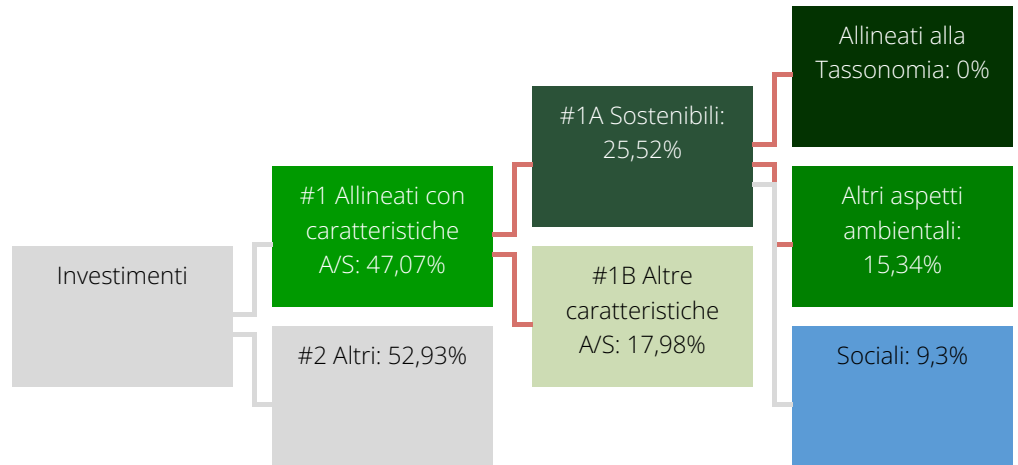 Investimenti
#1 Allineati con
caratteristiche
A/S: 47,07%
#2 Altri: 52,93%
#1A Sostenibili:
25,52%
#1B Altre
caratteristiche
A/S: 17,98%
Allineati alla
Tassonomia: 0%
Altri aspetti
ambientali:
15,34%
Sociali: 9,3%